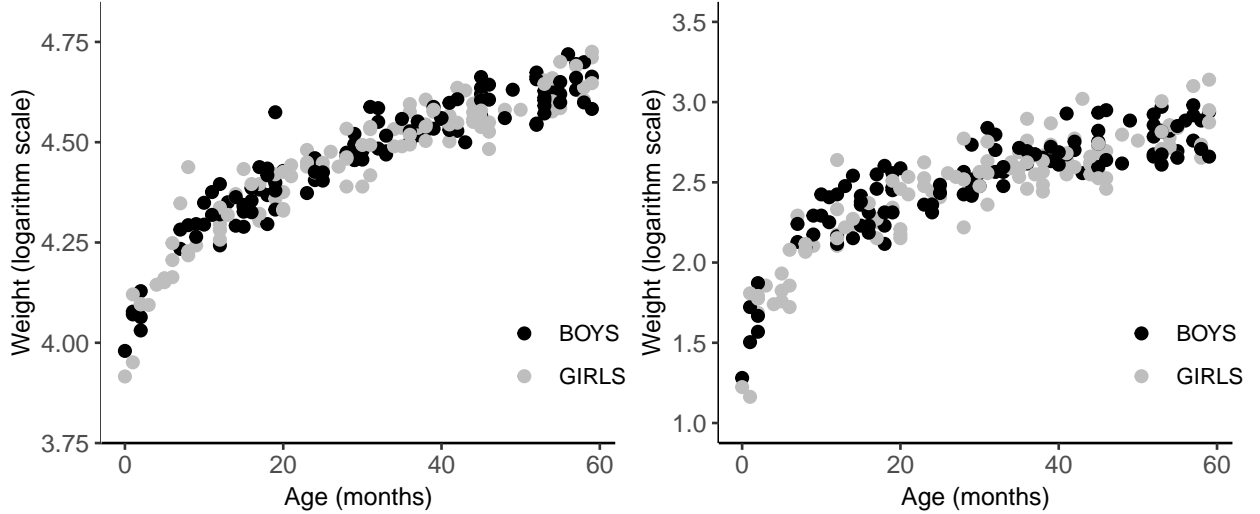 4.75
4.50
4.25
4.00
3.75
0
20
40
60
Age (months)
Weight (logarithm scale)
BOYS
GIRLS
3.5
3.0
2.5
2.0
1.5
1.0
0
20
40
60
Age (months)
Weight (logarithm scale)
BOYS
GIRLS